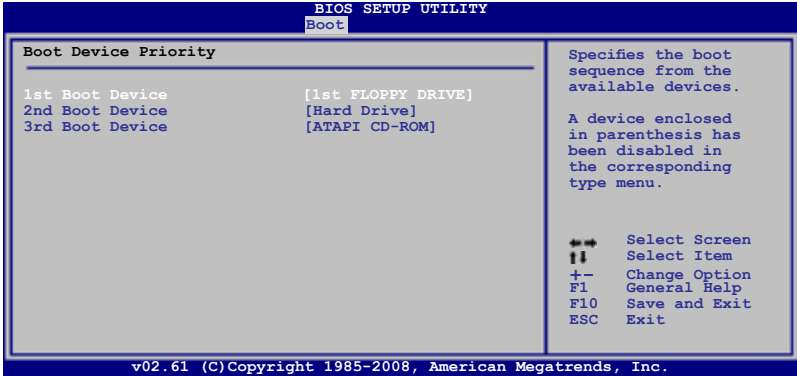 BIOS SETUP UTILITY
Boot
Boot Device Priority
1st Boot Device [1st FLOPPY DRIVE]
2nd Boot Device [Hard Drive]
3rd Boot Device [ATAPI CD-ROM]
Specifies the boot
sequence from the
available devices.
A device enclosed
in parenthesis has
been disabled in
the corresponding
type menu.
←→ Select Screen
↑↓ Select Item
+- Change Option
F1 General Help
F10 Save and Exit
ESC Exit
v02.61 (C)Copyright 1985-2008, American Megatrends, Inc.